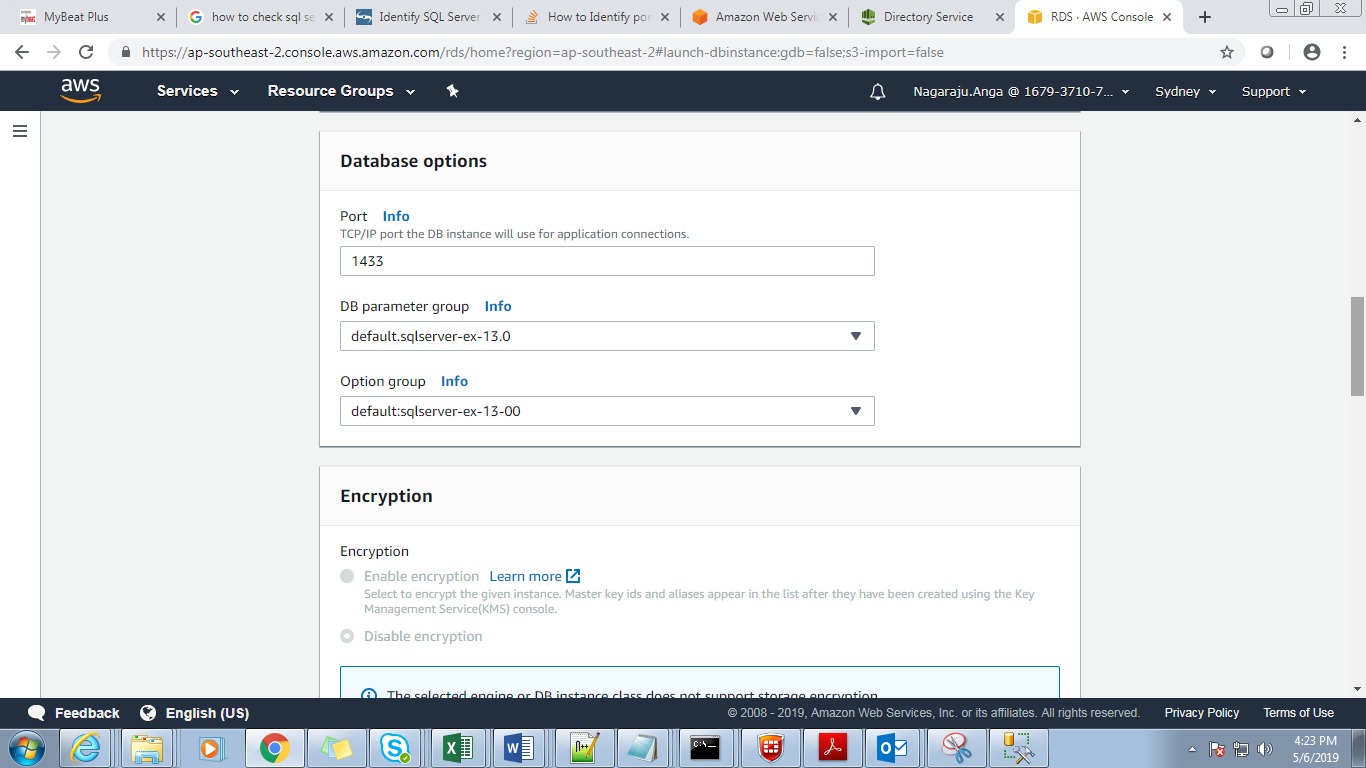 MyBeat Plus
how to check sql se
Identify SQL Server
How to Identify por
Amazon Web Servic
Directory Service
RDS · AWS Console
https://ap-southeast-2.console.aws.amazon.com/rds/home?region=ap-southeast-2#launch-dbinstance:gdb=false;s3-import=false
aws
Services
Resource Groups
Nagaraju.Anga @ 1679-3710-7...
Sydney
Support
Database options
Port Info
TCP/IP port the DB instance will use for application connections.
1433
DB parameter group Info
default.sqlserver-ex-13.0
Option group Info
default:sqlserver-ex-13-00
Encryption
Encryption
Enable encryption Learn more
Select to encrypt the given instance. Master key ids and aliases appear in the list after they have been created using the Key
Management Service(KMS) console.
Disable encryption
The selected engine or DB instance class does not support storage encryption
Feedback
English (US)
© 2008 - 2019, Amazon Web Services, Inc. or its affiliates. All rights reserved.
Privacy Policy
Terms of Use
4:23 PM
5/6/2019